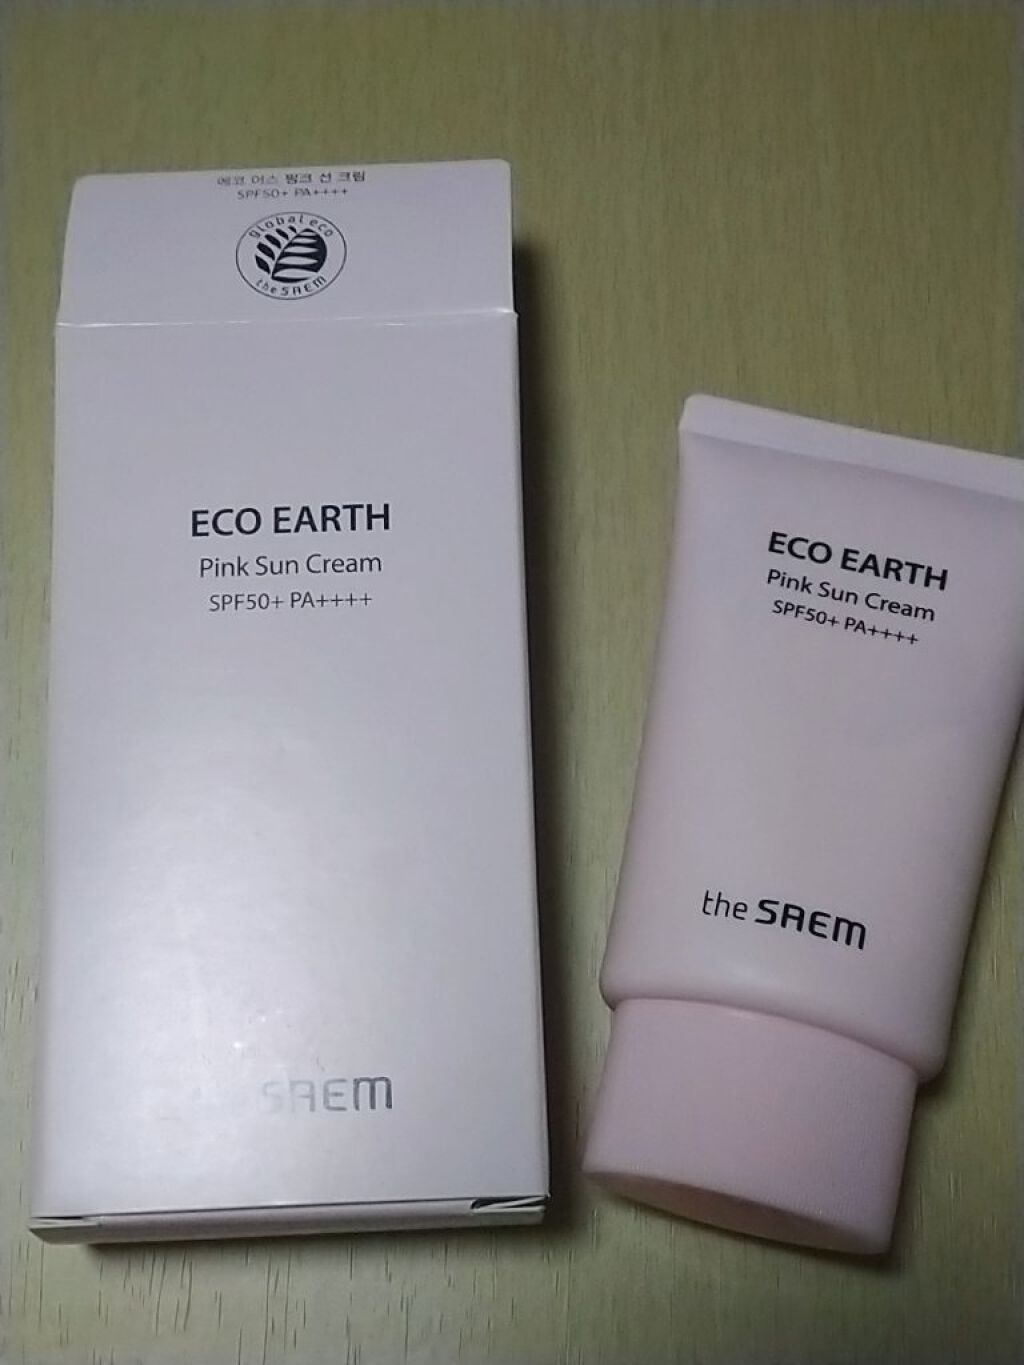 에코 어스 핑크 선 크림
SPF50+ PA++++
global eco
the SAEM
ECO EARTH
Pink Sun Cream
SPF50+ PA++++
SAEM
ECO EARTH
Pink Sun Cream
SPF50+ PA++++
the SAEM